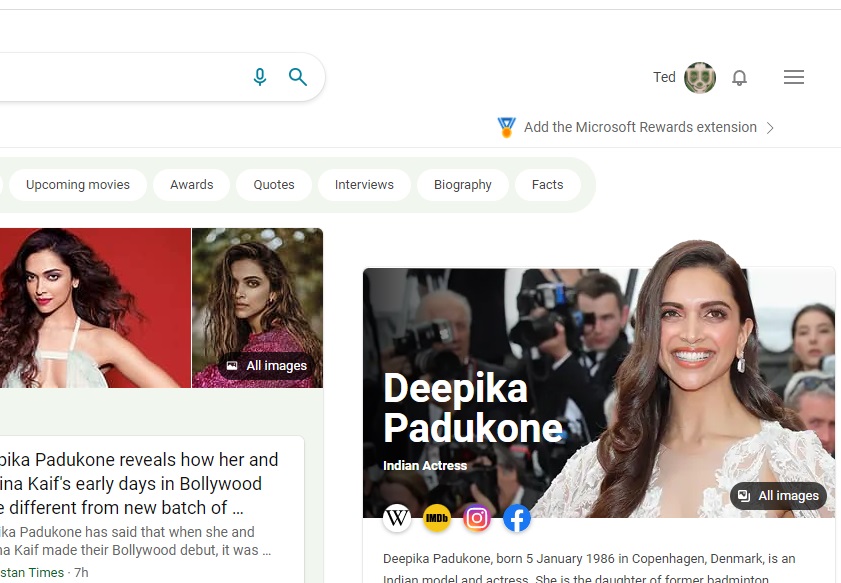 Ted
Add the Microsoft Rewards extension
Upcoming movies
Awards
Quotes
Interviews
Biography
Facts
All images
pika Padukone reveals how her and
ina Kaif's early days in Bollywood
e different from new batch of ...
ika Padukone has said that when she and
na Kaif made their Bollywood debut, it was ...
stan Times · 7h
Deepika
Padukone
Indian Actress
All images
W
IMDb
f
Deepika Padukone, born 5 January 1986 in Copenhagen, Denmark, is an
Indian model and actress. She is the daughter of former badminton